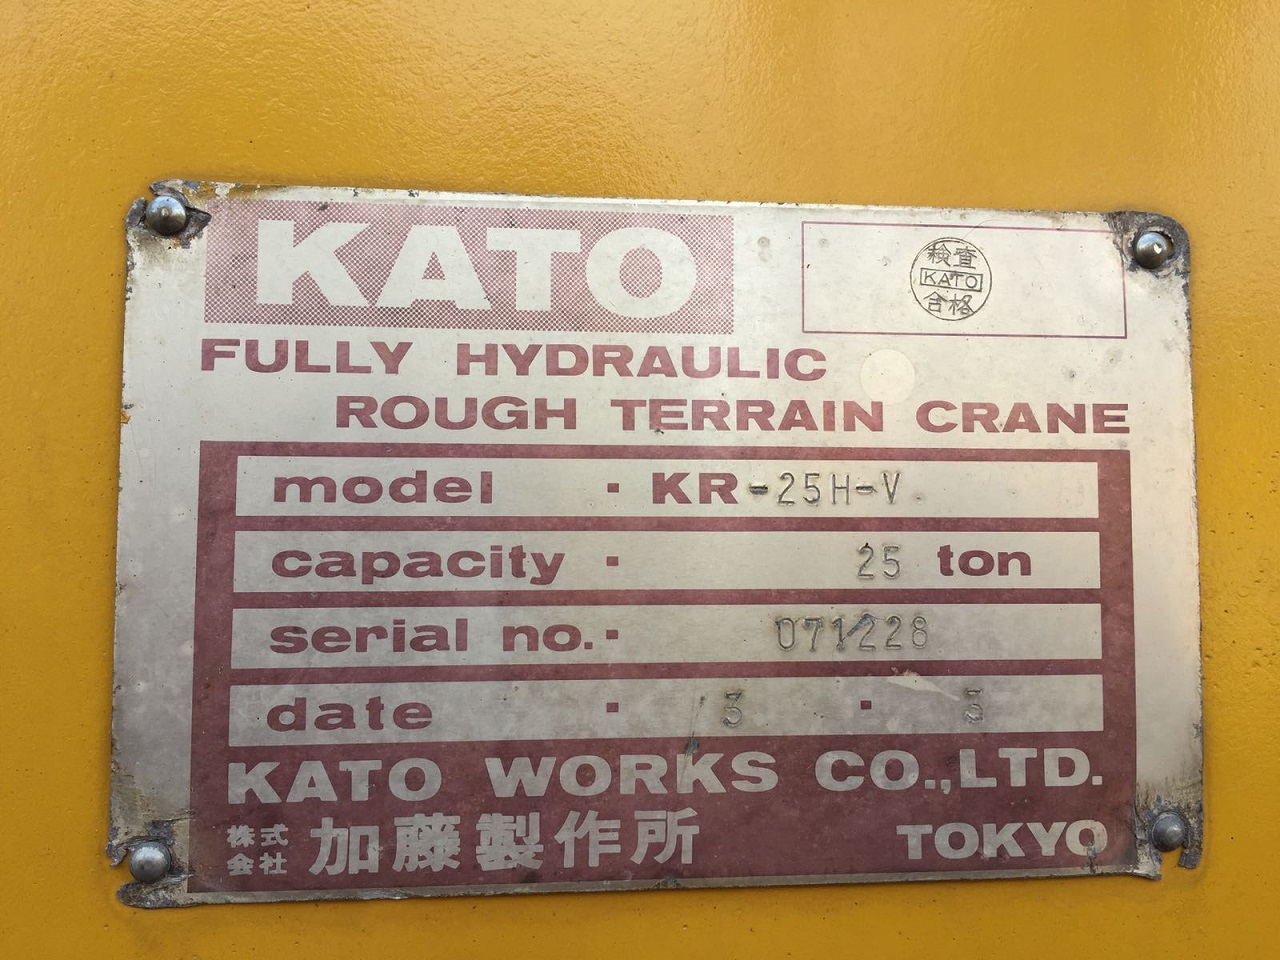 KATO
検査
KATO
合格
FULLY HYDRAULIC
ROUGH TERRAIN CRANE
model · KR-25H-V
capacity · 25 ton
serial no. · 071228
date · 3 · 3
KATO WORKS CO.,LTD.
株式会社 加藤製作所 TOKYO